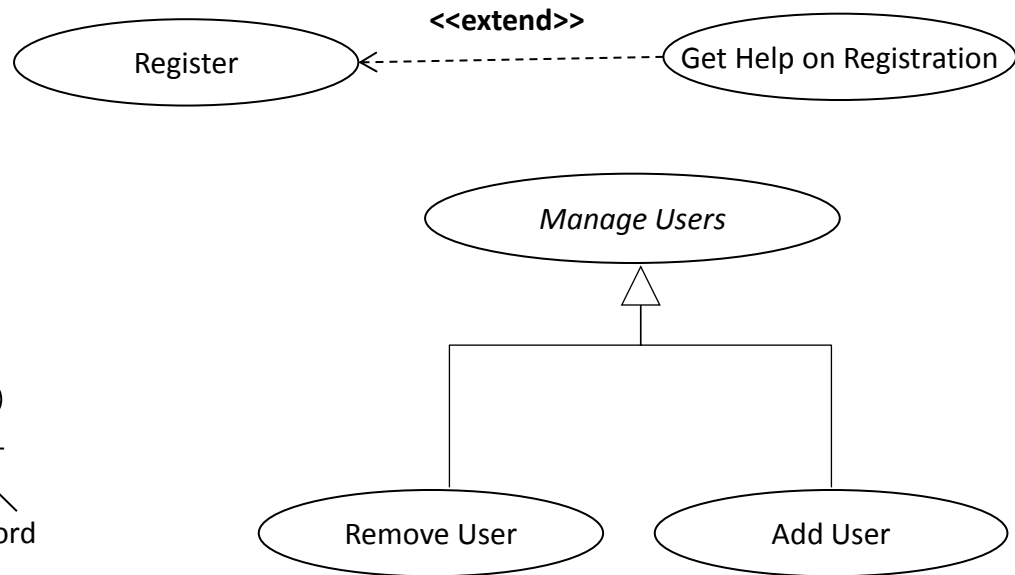 <<extend>>
Register
Get Help on Registration
Manage Users
Remove User
Add User
ord